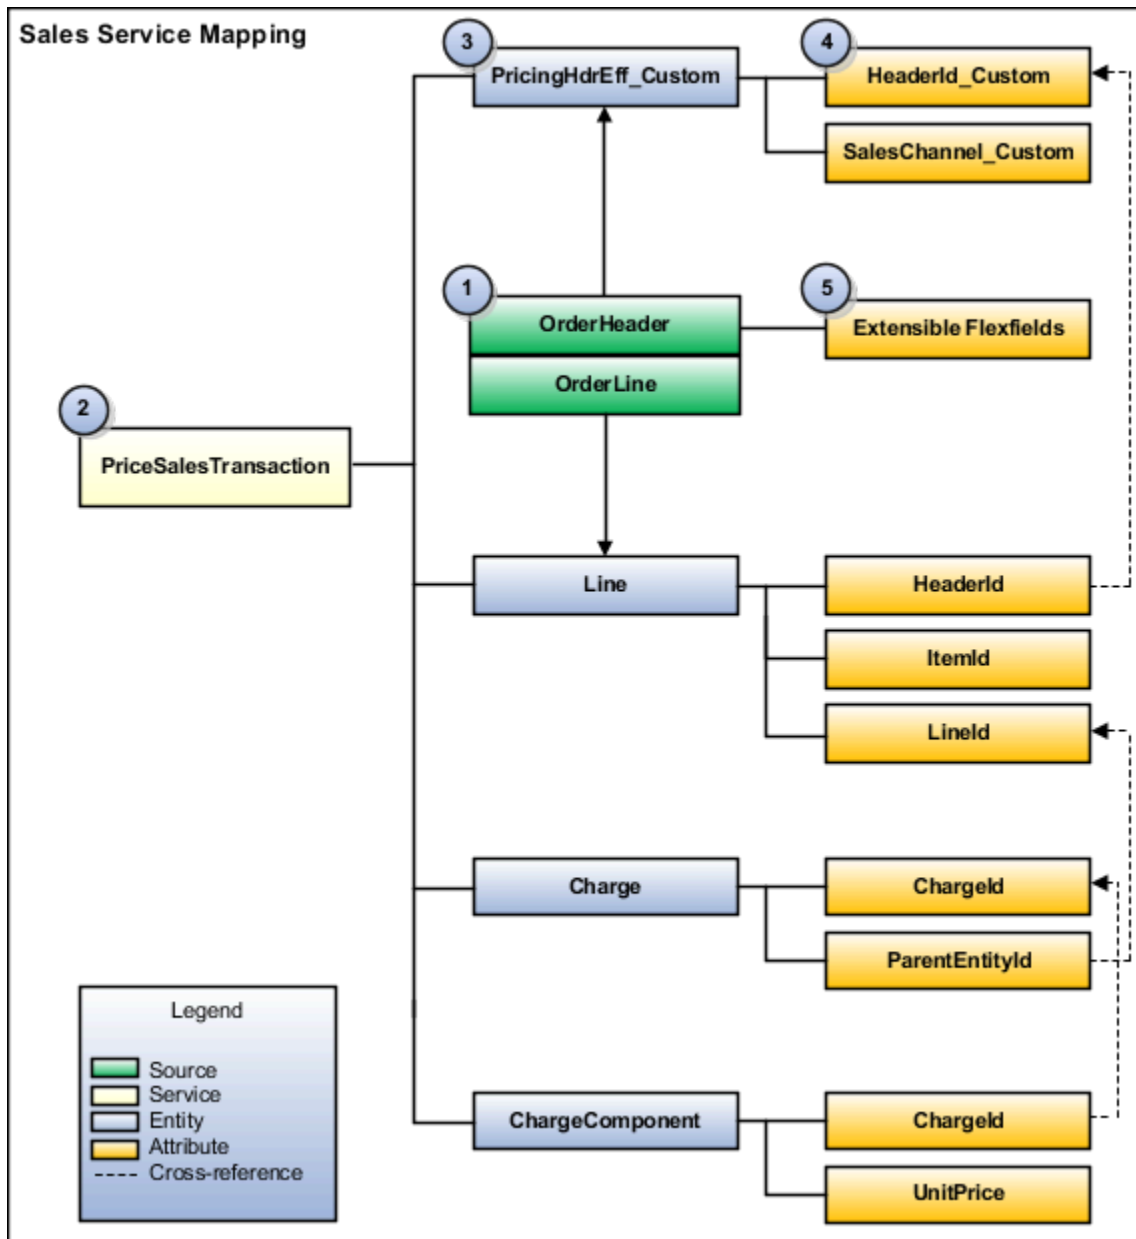 Sales Service Mapping
3
PricingHdrEff_Custom
4
HeaderId_Custom
SalesChannel_Custom
1
OrderHeader
5
Extensible Flexfields
OrderLine
2
PriceSalesTransaction
Line
HeaderId
ItemId
LineId
Charge
ChargeId
ParentEntityId
ChargeComponent
ChargeId
UnitPrice
Legend
Source
Service
Entity
Attribute
Cross-reference